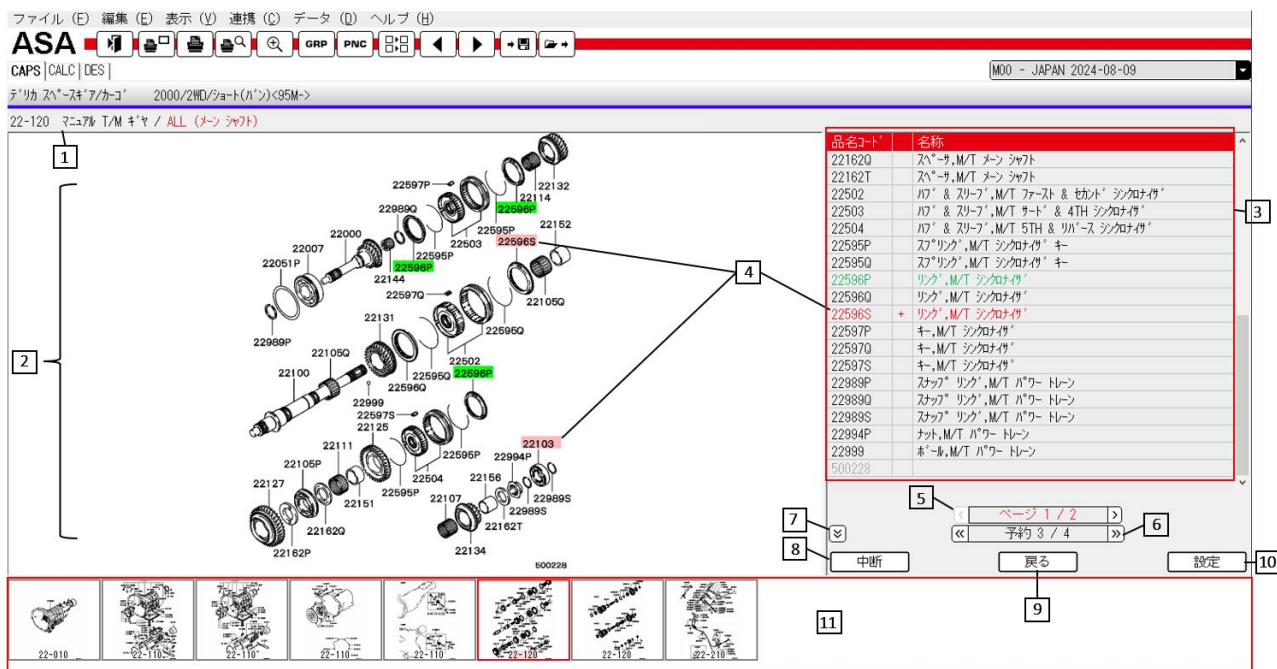 ファイル (F) 編集 (E) 表示 (V) 連携 (C) データ (D) ヘルプ (H)
ASA GRP PNC
CAPS CALC DES
M00 - JAPAN 2024-08-09
デリカ スペースギア/カーゴ 2000/2WD/ショート(バン)<95M->
22-120 マニュアル T/M ギヤ / ALL (メーン シャフト)
1
2
22132
22114
22597P
22596P
22989Q
22595P
22503
22152
22596S
22000
22007
22595P
22051P
22596P
22144
22597Q
22105Q
22131
22595Q
22989P
22502
22105Q
22596P
22595Q
22100
22596Q
22999
22597S
22125
22103
22595P
22994P
22111
22504
22105P
22156
22127
22595P
22989S
22151
22107
22989S
22162Q
22162T
22162P
22134
500228
品名コード 名称
22162Q スペーサ,M/T メーン シャフト
22162T スペーサ,M/T メーン シャフト
22502 ハブ & スリーブ,M/T ファースト & セカンド シンクロナイザ
22503 ハブ & スリーブ,M/T サード & 4TH シンクロナイザ
22504 ハブ & スリーブ,M/T 5TH & リバース シンクロナイザ
22595P スプリング,M/T シンクロナイザ キー
22595Q スプリング,M/T シンクロナイザ キー
22596P リング,M/T シンクロナイザ
22596Q リング,M/T シンクロナイザ
22596S + リング,M/T シンクロナイザ
22597P キー,M/T シンクロナイザ
22597Q キー,M/T シンクロナイザ
22597S キー,M/T シンクロナイザ
22989P スナップ リング,M/T パワー トレーン
22989Q スナップ リング,M/T パワー トレーン
22989S スナップ リング,M/T パワー トレーン
22994P ナット,M/T パワー トレーン
22999 ボール,M/T パワー トレーン
500228
3
4
5
ページ 1 / 2
6
予約 3 / 4
7
8
中断
戻る
設定
10
9
11
22-010
22-110
22-110
22-110
22-110
22-120
22-120
22-210